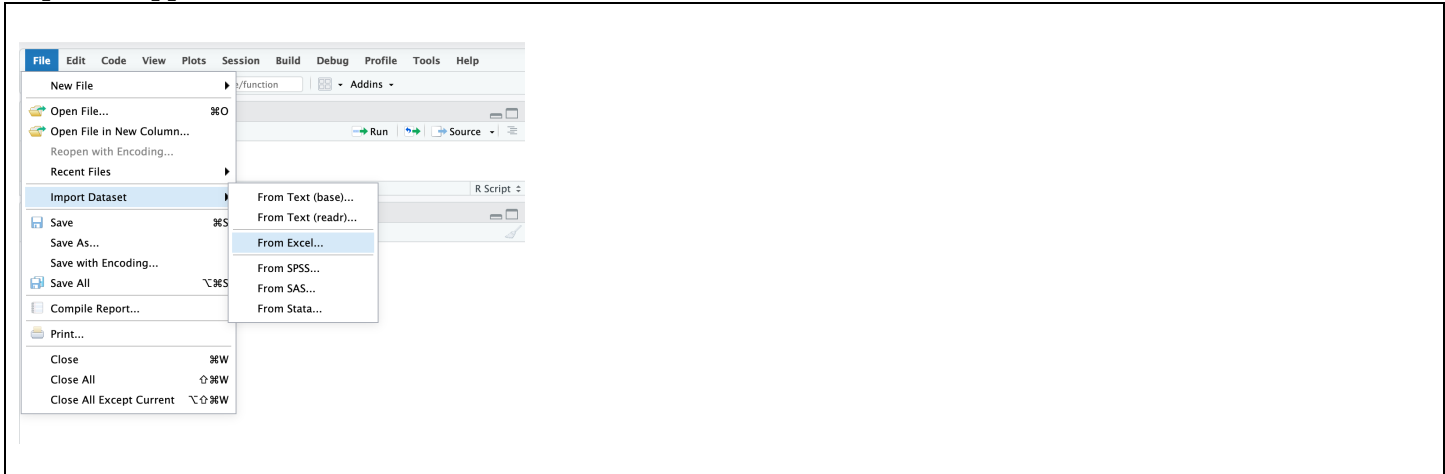 File Edit Code View Plots Session Build Debug Profile Tools Help
New File
e/function Addins
Open File... ⌘O
Open File in New Column...
Run Source
Reopen with Encoding...
Recent Files
R Script
Import Dataset
From Text (base)...
From Text (readr)...
From Excel...
From SPSS...
From SAS...
From Stata...
Save ⌘S
Save As...
Save with Encoding...
Save All ⌥⌘S
Compile Report...
Print...
Close ⌘W
Close All ⇧⌘W
Close All Except Current ⌥⇧⌘W